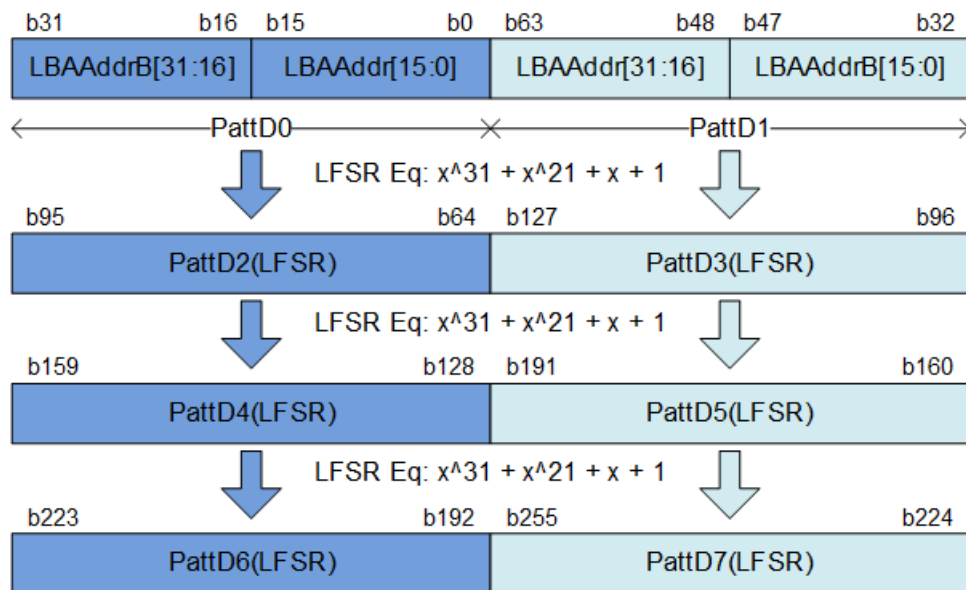 b31 b16 b15 b0 b63 b48 b47 b32
LBAAddrB[31:16] LBAAddr[15:0] LBAAddr[31:16] LBAAddrB[15:0]
PattD0 PattD1
LFSR Eq: x^31 + x^21 + x + 1
b95 b64 b127 b96
PattD2(LFSR) PattD3(LFSR)
LFSR Eq: x^31 + x^21 + x + 1
b159 b128 b191 b160
PattD4(LFSR) PattD5(LFSR)
LFSR Eq: x^31 + x^21 + x + 1
b223 b192 b255 b224
PattD6(LFSR) PattD7(LFSR)